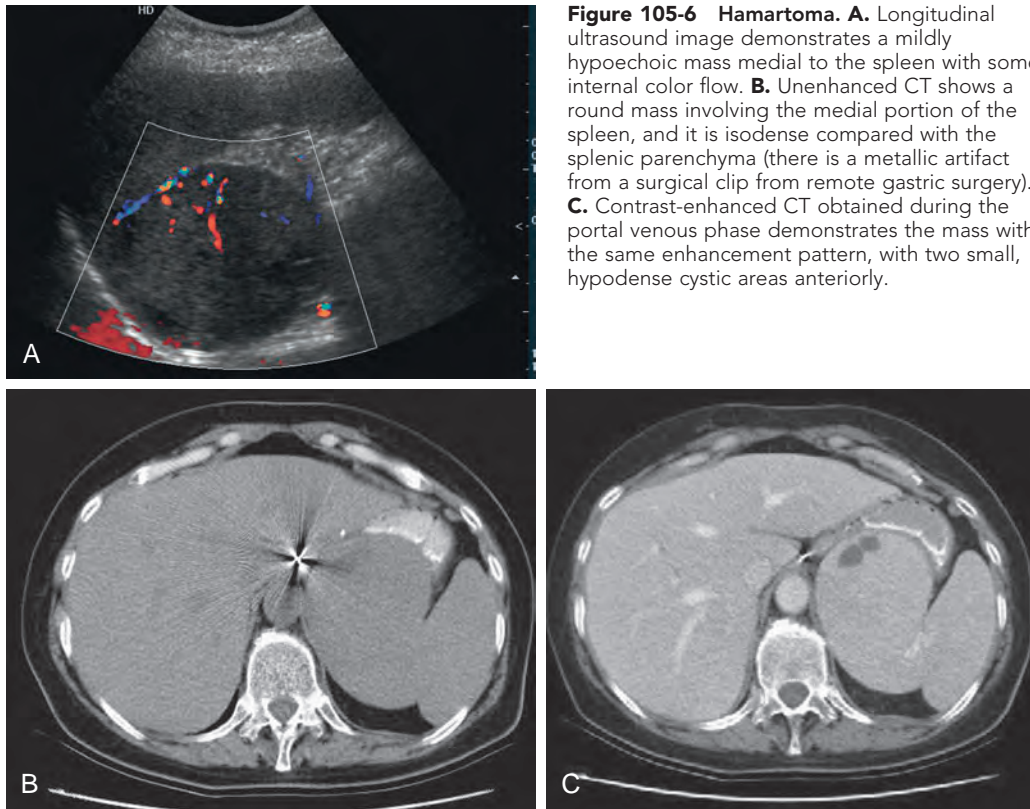 HD
Figure 105-6 Hamartoma. A. Longitudinal
ultrasound image demonstrates a mildly
hypoechoic mass medial to the spleen with some
internal color flow. B. Unenhanced CT shows a
round mass involving the medial portion of the
spleen, and it is isodense compared with the
splenic parenchyma (there is a metallic artifact
from a surgical clip from remote gastric surgery).
C. Contrast-enhanced CT obtained during the
portal venous phase demonstrates the mass with
the same enhancement pattern, with two small,
hypodense cystic areas anteriorly.
A
B
C